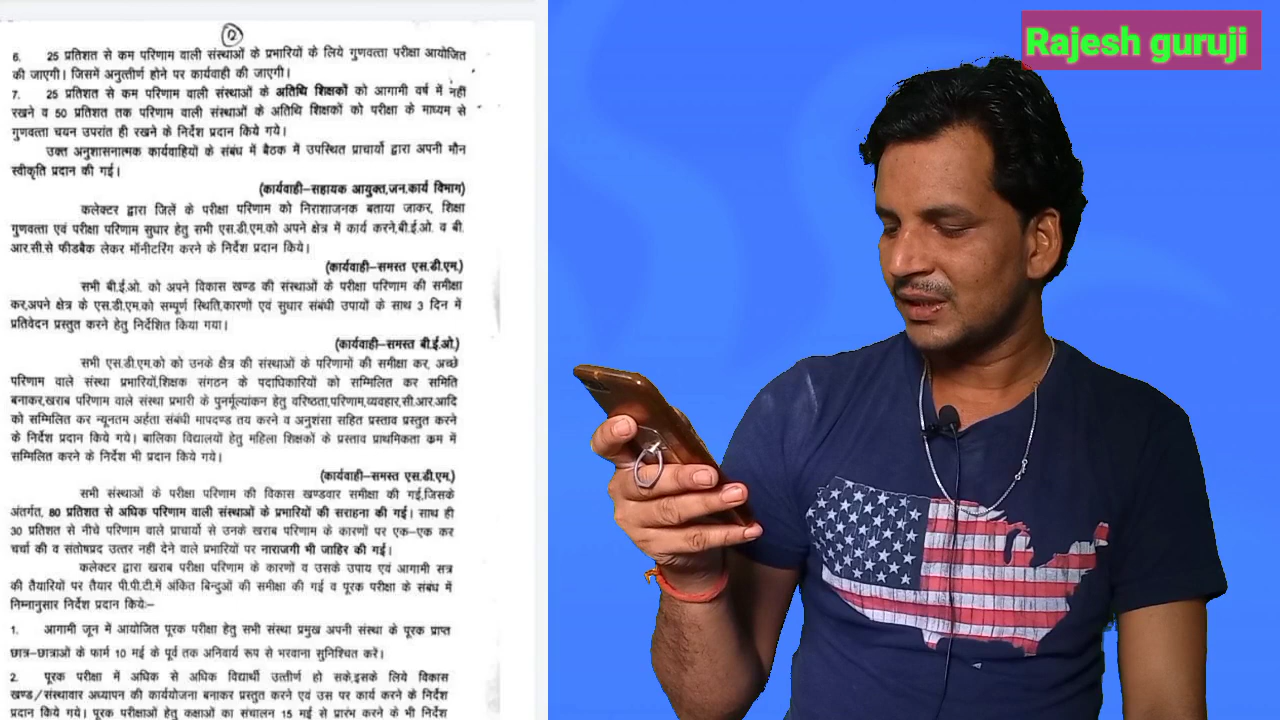 2
6. 25 प्रतिशत से कम परिणाम वाली संस्थाओं के प्रभारियों के लिये गुणवत्ता परीक्षा आयोजित
की जाएगी। जिसमें अनुत्तीर्ण होने पर कार्यवाही की जाएगी।
7. 25 प्रतिशत से कम परिणाम वाली संस्थाओं के अतिथि शिक्षकों को आगामी वर्ष में नहीं
रखने व 50 प्रतिशत तक परिणाम वाली संस्थाओं के अतिथि शिक्षकों को परीक्षा के माध्यम से
गुणवत्ता चयन उपरांत ही रखने के निर्देश प्रदान किये गये।
उक्त अनुशासनात्मक कार्यवाहियों के संबंध में बैठक में उपस्थित प्राचार्यो द्वारा अपनी मौन
स्वीकृति प्रदान की गई।
(कार्यवाही–सहायक आयुक्त,जन.कार्य विभाग)
कलेक्टर द्वारा जिलें के परीक्षा परिणाम को निराशाजनक बताया जाकर, शिक्षा
गुणवत्ता एवं परीक्षा परिणाम सुधार हेतु सभी एस.डी.एम.को अपने क्षेत्र में कार्य करने,बी.ई.ओ. व बी.
आर.सी.से फीडबैक लेकर मॉनीटरिंग करने के निर्देश प्रदान किये।
(कार्यवाही–समस्त एस.डी.एम.)
सभी बी.ई.ओ. को अपने विकास खण्ड की संस्थाओं के परीक्षा परिणाम की समीक्षा
कर,अपने क्षेत्र के एस.डी.एम.को सम्पूर्ण स्थिति,कारणों एवं सुधार संबंधी उपायों के साथ 3 दिन में
प्रतिवेदन प्रस्तुत करने हेतु निर्देशित किया गया।
(कार्यवाही–समस्त बी.ई.ओ.)
सभी एस.डी.एम.को को उनके क्षैत्र की संस्थाओं के परिणामों की समीक्षा कर, अच्छे
परिणाम वाले संस्था प्रभारियों,शिक्षक संगठन के पदाधिकारियों को सम्मिलित कर समिति
बनाकर,खराब परिणाम वाले संस्था प्रभारी के पुनर्मूल्यांकन हेतु वरिष्ठता,परिणाम,व्यवहार,सी.आर.आदि
को सम्मिलित कर न्यूनतम अर्हता संबंधी मापदण्ड तय करने व अनुशंसा सहित प्रस्ताव प्रस्तुत करने
के निर्देश प्रदान किये गये। बालिका विद्यालयों हेतु महिला शिक्षकों के प्रस्ताव प्राथमिकता क्रम में
सम्मिलित करने के निर्देश भी प्रदान किये गये।
(कार्यवाही–समस्त एस.डी.एम.)
सभी संस्थाओं के परीक्षा परिणाम की विकास खण्डवार समीक्षा की गई,जिसके
अंतर्गत, 80 प्रतिशत से अधिक परिणाम वाली संस्थाओं के प्रभारियों की सराहना की गई। साथ ही
30 प्रतिशत से नीचे परिणाम वाले प्राचार्यो से उनके खराब परिणाम के कारणों पर एक–एक कर
चर्चा की व संतोषप्रद उत्तर नही देने वाले प्रभारियों पर नाराजगी भी जाहिर की गई।
कलेक्टर द्वारा खराब परीक्षा परिणाम के कारणों व उसके उपाय एवं आगामी सत्र
की तैयारियों पर तैयार पी.पी.टी.में अंकित बिन्दुओं की समीक्षा की गई व पूरक परीक्षा के संबंध में
निम्नानुसार निर्देश प्रदान किये:–
1. आगामी जून में आयोजित पूरक परीक्षा हेतु सभी संस्था प्रमुख अपनी संस्था के पूरक प्राप्त
छात्र–छात्राओं के फार्म 10 मई के पूर्व तक अनिवार्य रूप से भरवाना सुनिश्चित करें।
2. पूरक परीक्षा में अधिक से अधिक विद्यार्थी उत्तीर्ण हो सके,इसके लिये विकास
खण्ड/संस्थावार अध्यापन की कार्ययोजना बनाकर प्रस्तुत करने एवं उस पर कार्य करने के निर्देश
प्रदान किये गये। पूरक परीक्षाओं हेतु कक्षाओं का संचालन 15 मई से प्रारंभ करने के भी निर्देश
Rajesh guruji